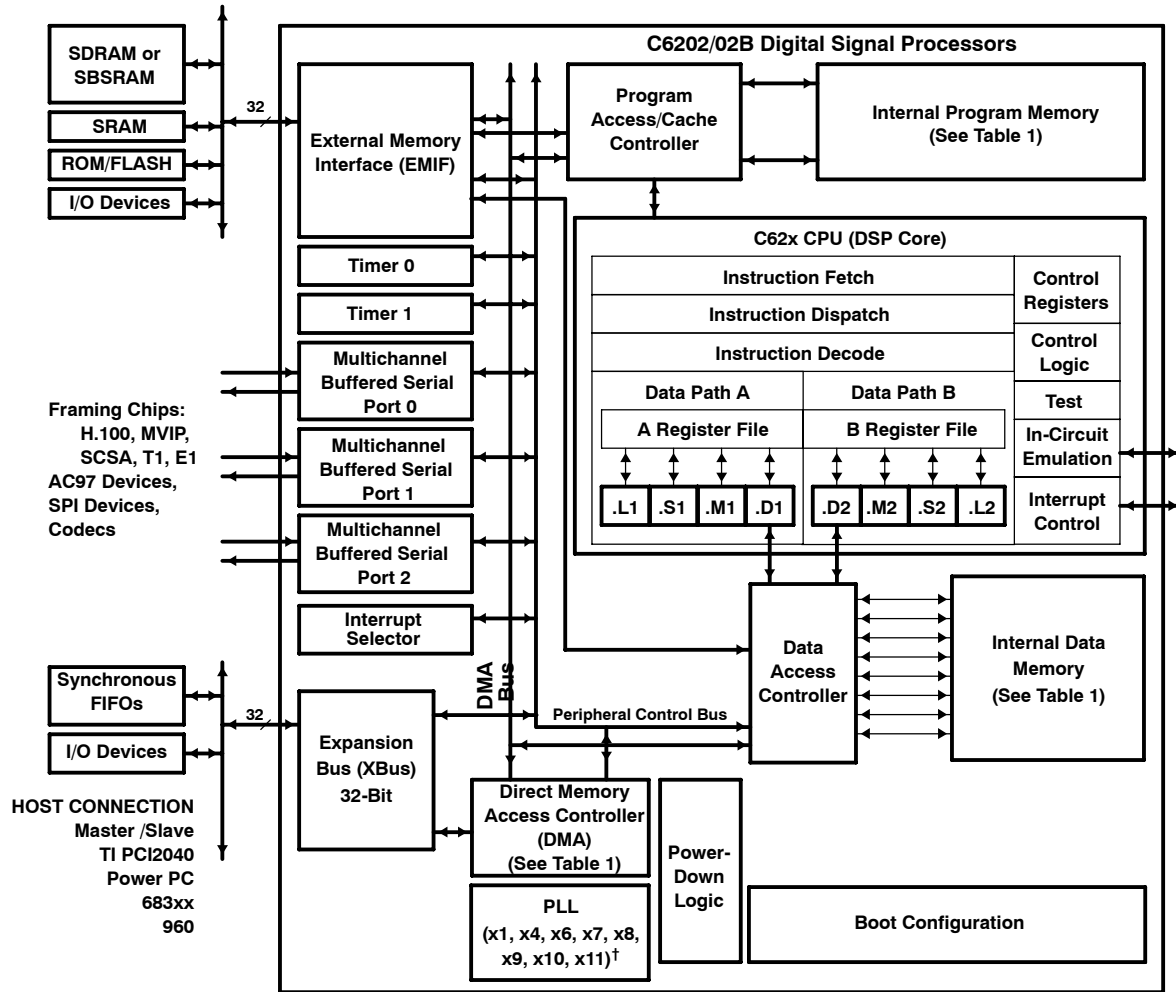 C6202/02B Digital Signal Processors
SDRAM or
SBSRAM
SRAM
ROM/FLASH
I/O Devices
32
External Memory
Interface (EMIF)
Program
Access/Cache
Controller
Internal Program Memory
(See Table 1)
C62x CPU (DSP Core)
Instruction Fetch
Instruction Dispatch
Instruction Decode
Control
Registers
Control
Logic
Test
In-Circuit
Emulation
Interrupt
Control
Data Path A
A Register File
.L1 .S1 .M1 .D1
Data Path B
B Register File
.D2 .M2 .S2 .L2
Timer 0
Timer 1
Multichannel
Buffered Serial
Port 0
Multichannel
Buffered Serial
Port 1
Multichannel
Buffered Serial
Port 2
Framing Chips:
H.100, MVIP,
SCSA, T1, E1
AC97 Devices,
SPI Devices,
Codecs
Interrupt
Selector
DMA
Bus
Peripheral Control Bus
Data
Access
Controller
Internal Data
Memory
(See Table 1)
Synchronous
FIFOs
I/O Devices
32
Expansion
Bus (XBus)
32-Bit
HOST CONNECTION
Master /Slave
TI PCI2040
Power PC
683xx
960
Direct Memory
Access Controller
(DMA)
(See Table 1)
PLL
(x1, x4, x6, x7, x8,
x9, x10, x11)†
Power-
Down
Logic
Boot Configuration